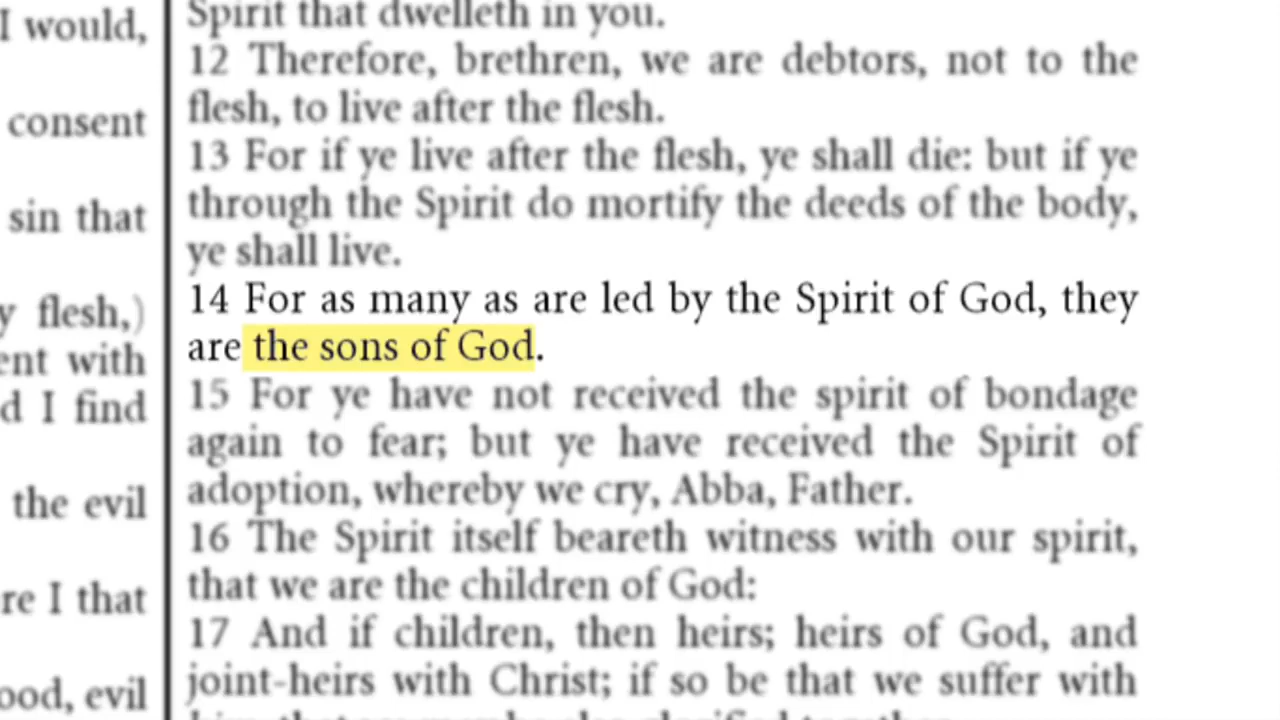 I would,
consent
sin that
y flesh,)
ent with
d I find
the evil
re I that
ood, evil
Spirit that dwelleth in you.
12 Therefore, brethren, we are debtors, not to the
flesh, to live after the flesh.
13 For if ye live after the flesh, ye shall die: but if ye
through the Spirit do mortify the deeds of the body,
ye shall live.
14 For as many as are led by the Spirit of God, they
are the sons of God.
15 For ye have not received the spirit of bondage
again to fear; but ye have received the Spirit of
adoption, whereby we cry, Abba, Father.
16 The Spirit itself beareth witness with our spirit,
that we are the children of God:
17 And if children, then heirs; heirs of God, and
joint-heirs with Christ; if so be that we suffer with